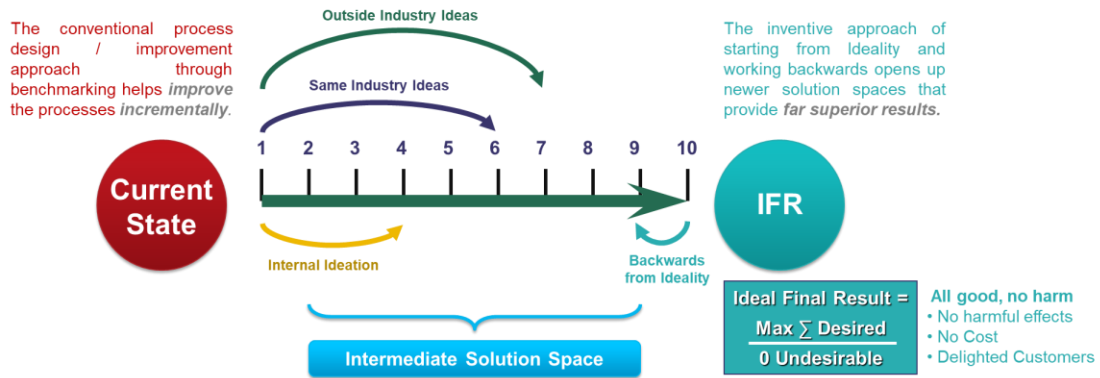 The conventional process
design / improvement
approach through
benchmarking helps improve
the processes incrementally.
Outside Industry Ideas
Same Industry Ideas
The inventive approach of
starting from Ideality and
working backwards opens up
newer solution spaces that
provide far superior results.
1 2 3 4 5 6 7 8 9 10
Current
State
IFR
Internal Ideation
Backwards
from Ideality
Intermediate Solution Space
Ideal Final Result =
Max ∑ Desired
0 Undesirable
All good, no harm
• No harmful effects
• No Cost
• Delighted Customers